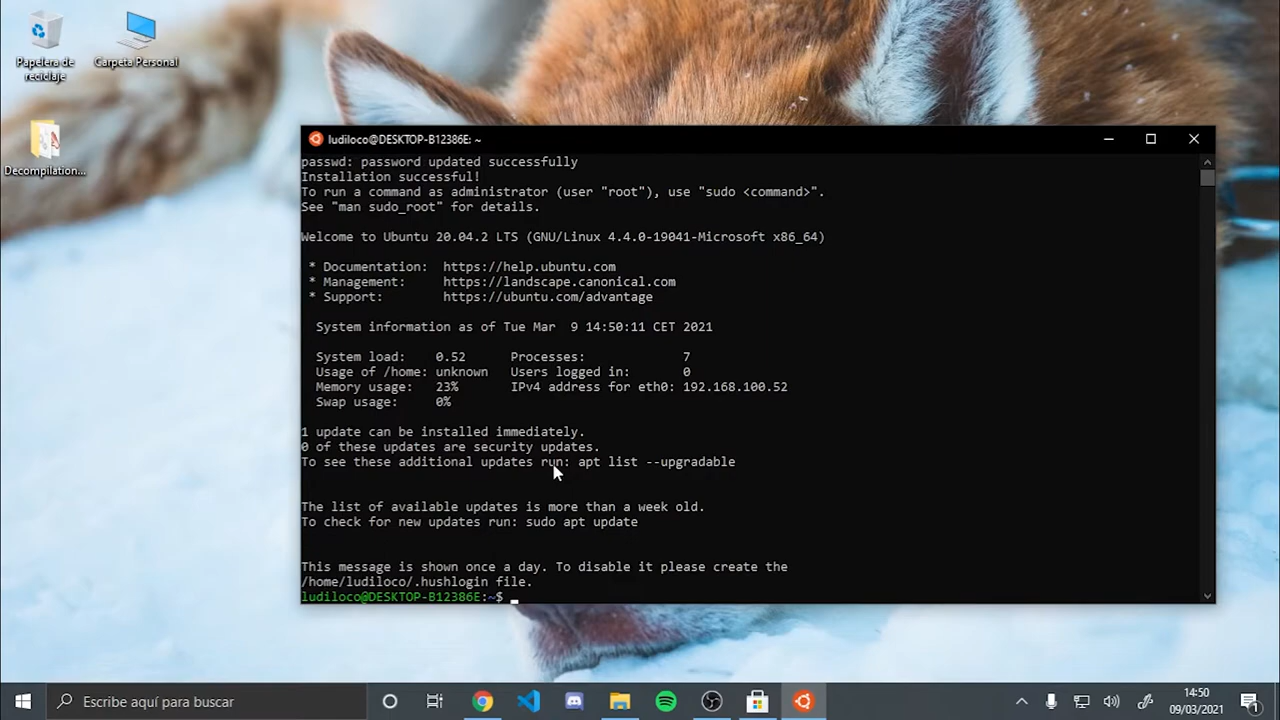 Papelera de
reciclaje
Carpeta Personal
Decompilation...
ludiloco@DESKTOP-B12386E: ~
passwd: password updated successfully
Installation successful!
To run a command as administrator (user "root"), use "sudo <command>".
See "man sudo_root" for details.
Welcome to Ubuntu 20.04.2 LTS (GNU/Linux 4.4.0-19041-Microsoft x86_64)
* Documentation: https://help.ubuntu.com
* Management: https://landscape.canonical.com
* Support: https://ubuntu.com/advantage
System information as of Tue Mar 9 14:50:11 CET 2021
System load: 0.52 Processes: 7
Usage of /home: unknown Users logged in: 0
Memory usage: 23% IPv4 address for eth0: 192.168.100.52
Swap usage: 0%
1 update can be installed immediately.
0 of these updates are security updates.
To see these additional updates run: apt list --upgradable
The list of available updates is more than a week old.
To check for new updates run: sudo apt update
This message is shown once a day. To disable it please create the
/home/ludiloco/.hushlogin file.
ludiloco@DESKTOP-B12386E:~$
Escribe aquí para buscar
14:50
09/03/2021
1